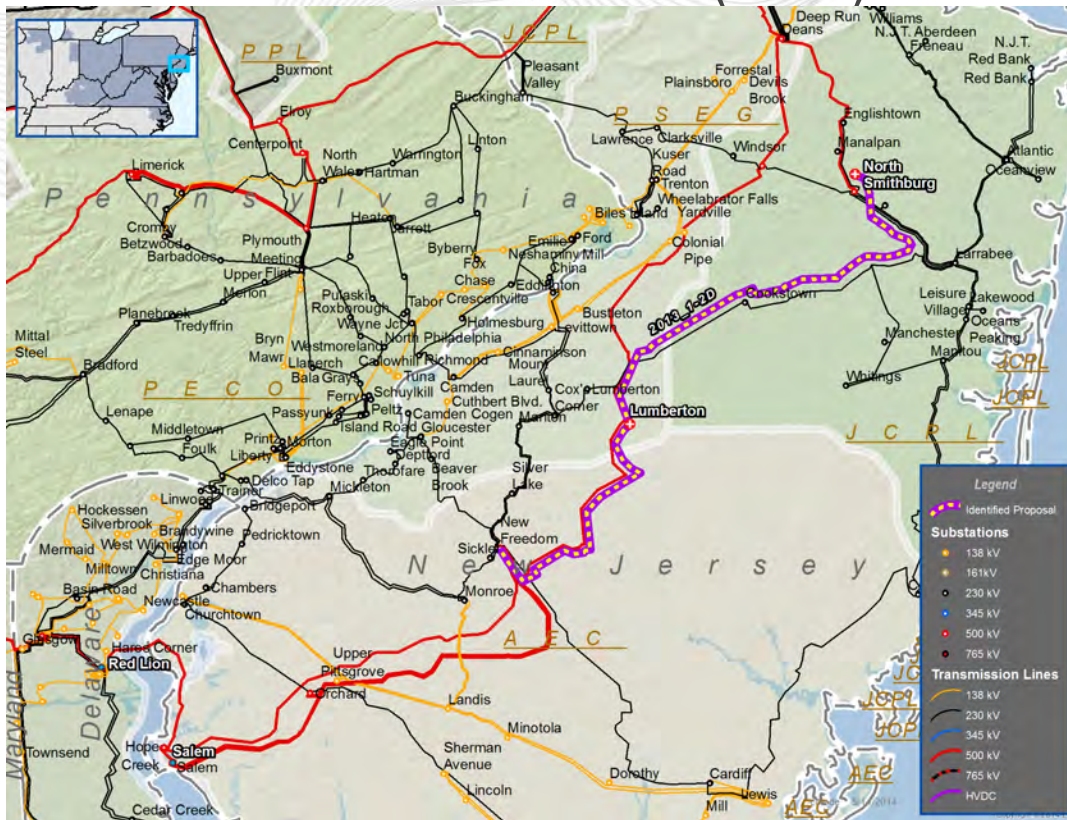 J C P L
Deep Run
Deans
Williams
N.J.T. Aberdeen
Freneau
N.J.T.
Red Bank
Red Bank
P P L
Buxmont
Pleasant
Valley
Forrestal
Plainsboro
Devils
Brook
Buckingham
Elroy
P S E G
Englishtown
Centerpoint
Linton
Lawrence
Clarksville
Manalpan
Limerick
North
Wales
Warrington
Hartman
Windsor
Kuser
Road
Trenton
North
Smithburg
Atlantic
Oceanview
Pennsylvania
Wheelabrator Falls
Cromby
Betzwood
Barbadoes
Heaton
Jarrett
Biles Island
Yardville
Plymouth
Meeting
Byberry
Fox
Emilie
Ford
Neshaminy Mill
China
Colonial
Pipe
Upper
Flint
Merion
Chase
Eddington
Larrabee
Planebrook
Tredyffrin
Pulaski
Roxborough
Tabor
Crescentville
Bustleton
2013_1-2D
Cookstown
Leisure
Village
Lakewood
Wayne Jct
Holmesburg
Levittown
Oceans
Peaking
Mittal
Steel
Bryn
Mawr
Westmoreland
North Philadelphia
Manchester
Manitou
Bradford
Llanerch
Callowhill
Richmond
Cinnaminson
Mount
Laurel
JCPL
P E C O
Bala
Gray's
Ferry
Tuna
Schuylkill
Camden
Cox's
Corner
Lumberton
Whitings
JCPL
Lenape
Passyunk
Peltz
Cuthbert Blvd.
Camden Cogen
Marlton
Lumberton
Middletown
Foulk
Printz
Morton
Island Road
Gloucester
J C P L
Liberty
Eagle Point
Deptford
Eddystone
Thorofare
Beaver
Brook
Silver
Lake
Delco Tap
Trainer
Mickleton
Linwood
Bridgeport
Hockessen
Silverbrook
Brandywine
Pedricktown
New
Freedom
Mermaid
West Wilmington
Edge Moor
Sickler
New Jersey
Milltown
Christiana
Chambers
Monroe
Basin Road
Newcastle
Churchtown
Glasgow
Hares Corner
A E C
Delaware
Red Lion
Upper
Pittsgrove
Orchard
Landis
Maryland
Townsend
Hope
Creek
Salem
Salem
Minotola
Sherman
Avenue
Dorothy
Cardiff
Cedar Creek
Lincoln
Mill
Lewis
JCPL
JCPL
AEC
AEC
Legend
Identified Proposal
Substations
138 kV
161kV
230 kV
345 kV
500 kV
765 kV
Transmission Lines
138 kV
230 kV
345 kV
500 kV
765 kV
HVDC